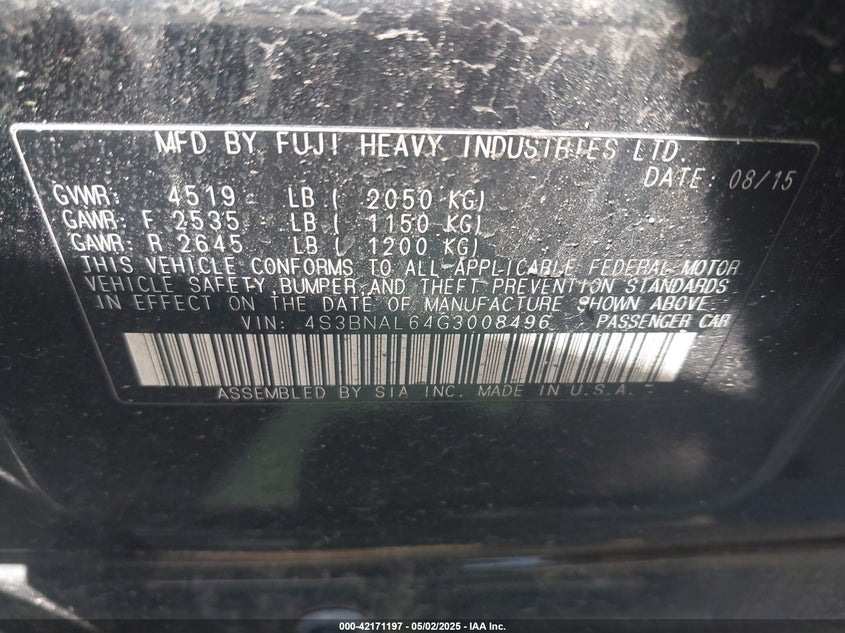 MFD BY FUJI HEAVY INDUSTRIES LTD.
DATE: 08/15
GVWR: 4519 LB ( 2050 KG)
GAWR: F 2535 LB ( 1150 KG)
GAWR: R 2645 LB ( 1200 KG)
THIS VEHICLE CONFORMS TO ALL APPLICABLE FEDERAL MOTOR
VEHICLE SAFETY, BUMPER, AND THEFT PREVENTION STANDARDS
IN EFFECT ON THE DATE OF MANUFACTURE SHOWN ABOVE.
VIN: 4S3BNAL64G3008496 PASSENGER CAR
ASSEMBLED BY SIA INC. MADE IN U.S.A.
000-42171197 - 05/02/2025 - IAA Inc.